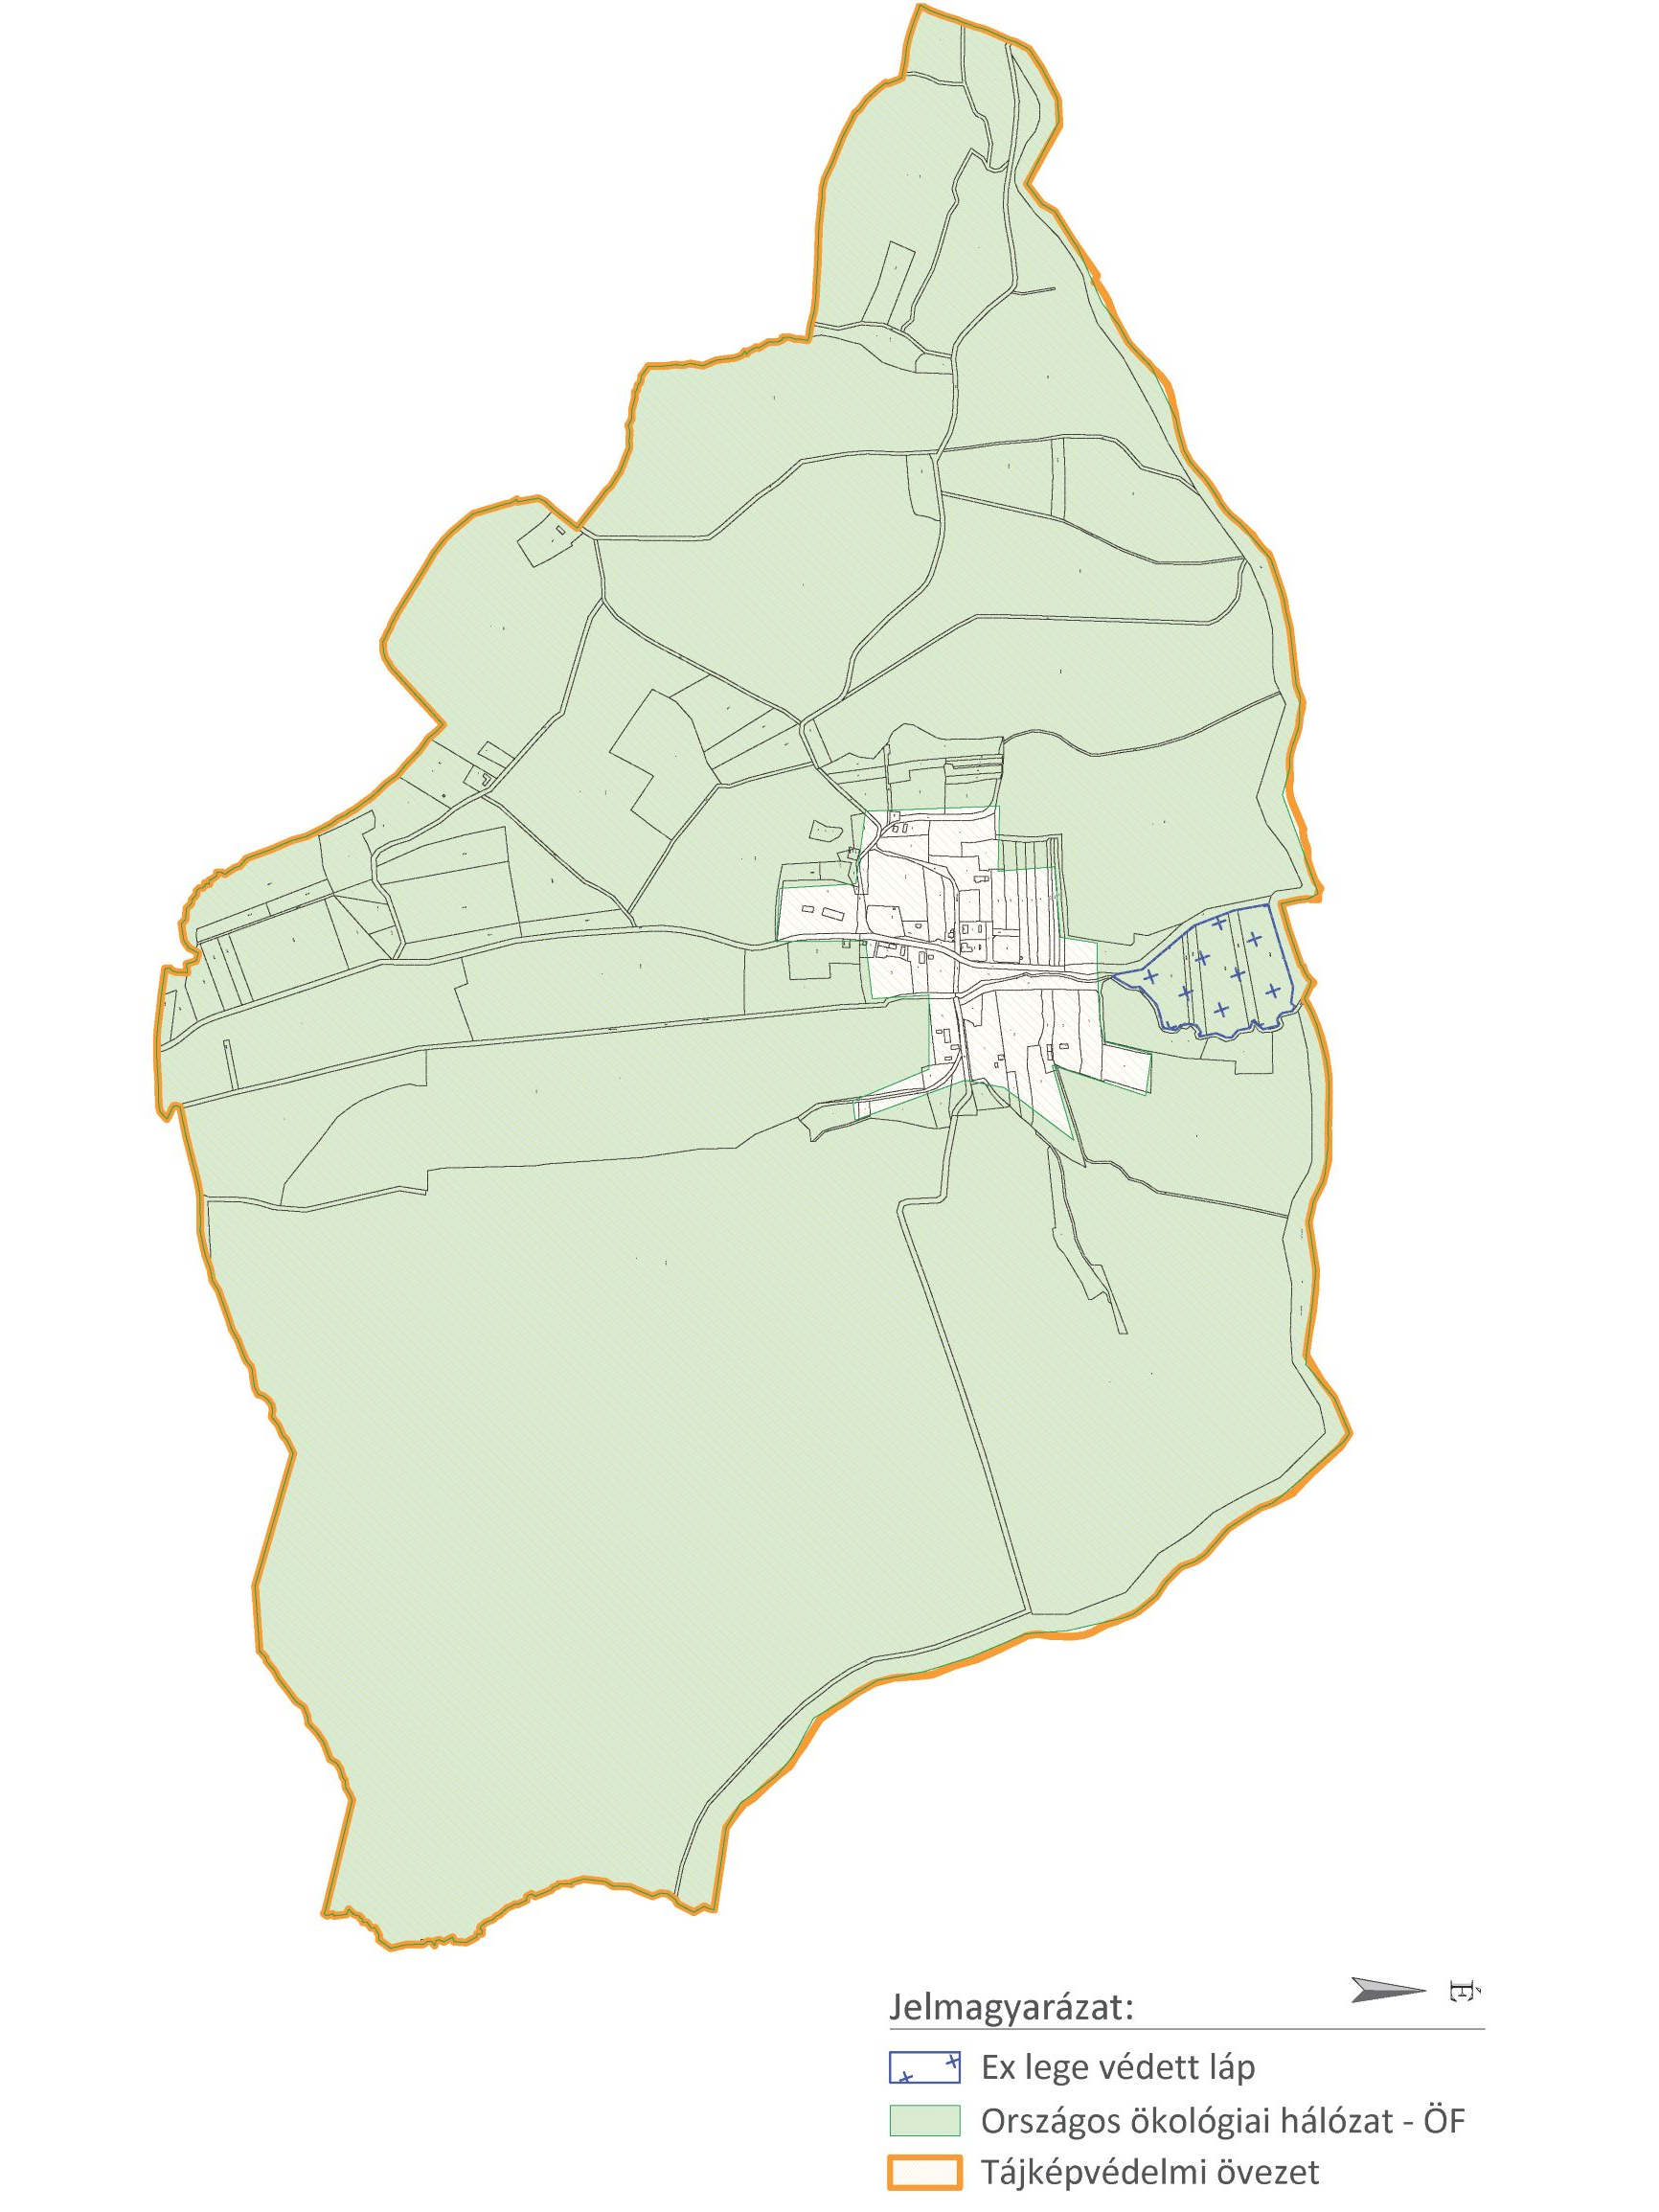 É
Jelmagyarázat:
Ex lege védett láp
Országos ökológiai hálózat - ÖF
Tájképvédelmi övezet